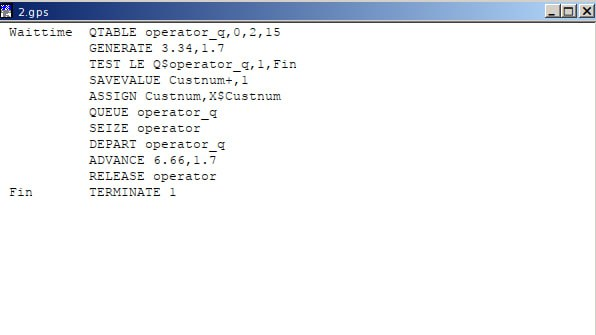 2.gps
Waittime QTABLE operator_q,0,2,15
GENERATE 3.34,1.7
TEST LE Q$operator_q,1,Fin
SAVEVALUE Custnum+,1
ASSIGN Custnum,X$Custnum
QUEUE operator_q
SEIZE operator
DEPART operator_q
ADVANCE 6.66,1.7
RELEASE operator
Fin TERMINATE 1